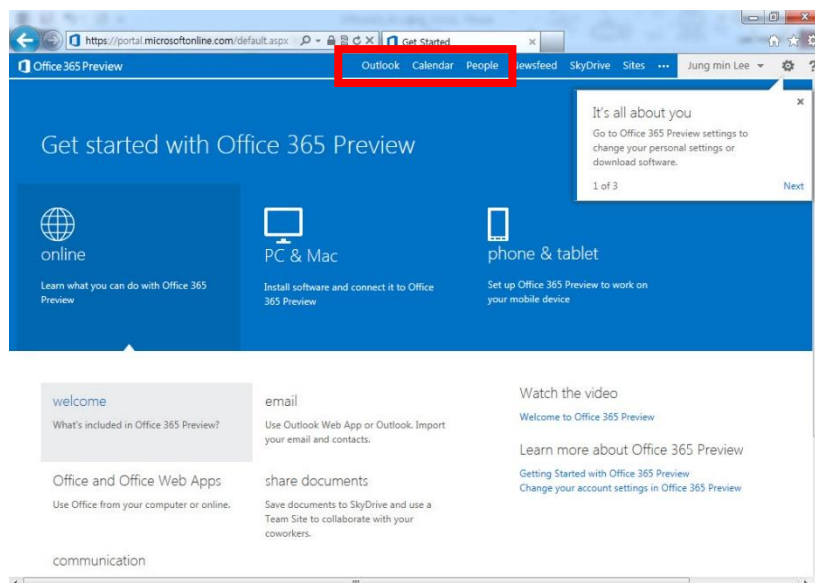 https://portal.microsoftonline.com/default.aspx
Get Started
Office 365 Preview
Outlook Calendar People Newsfeed SkyDrive Sites ••• Jung min Lee ?
It's all about you
Go to Office 365 Preview settings to
change your personal settings or
download software.
1 of 3 Next
Get started with Office 365 Preview
online
Learn what you can do with Office 365
Preview
PC & Mac
Install software and connect it to Office
365 Preview
phone & tablet
Set up Office 365 Preview to work on
your mobile device
welcome
What's included in Office 365 Preview?
email
Use Outlook Web App or Outlook. Import
your email and contacts.
Watch the video
Welcome to Office 365 Preview
Learn more about Office 365 Preview
Getting Started with Office 365 Preview
Change your account settings in Office 365 Preview
Office and Office Web Apps
Use Office from your computer or online.
share documents
Save documents to SkyDrive and use a
Team Site to collaborate with your
coworkers.
communication